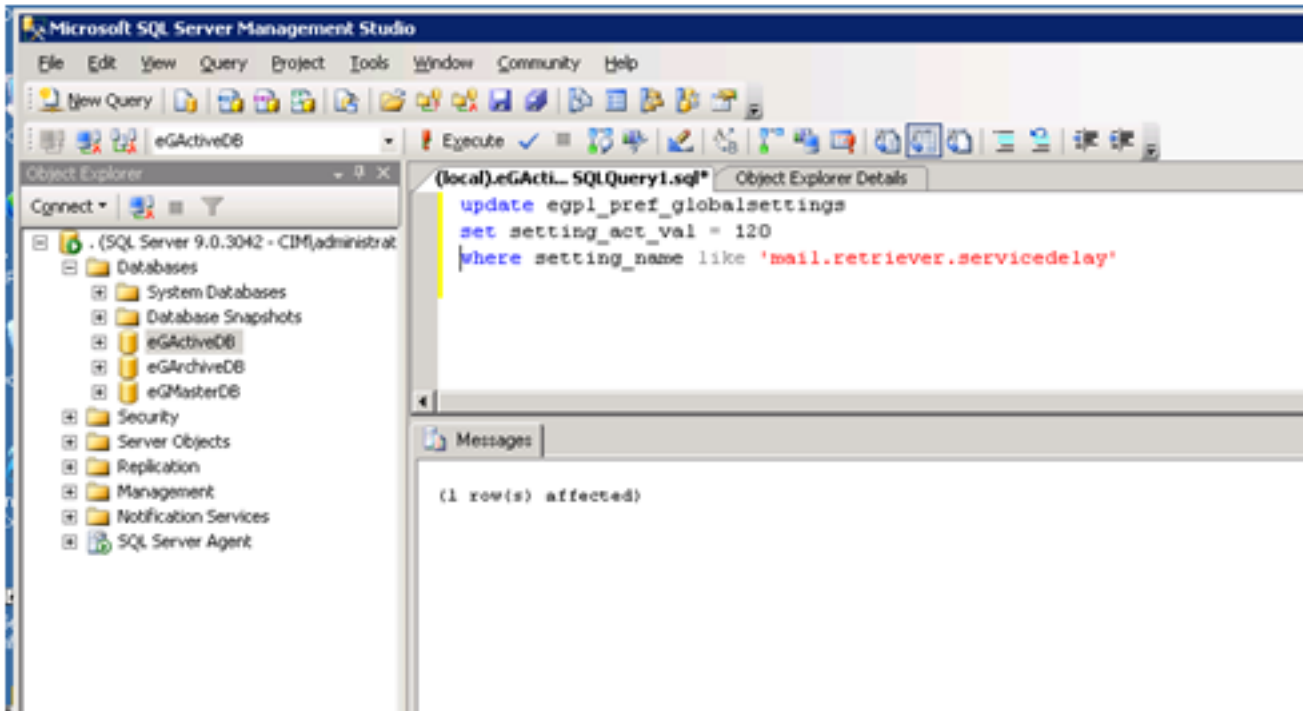 Microsoft SQL Server Management Studio
File Edit View Query Project Tools Window Community Help
New Query
eGActiveDB Execute
Object Explorer
(local).eGActi... SQLQuery1.sql* Object Explorer Details
Connect
update egpl_pref_globalsettings
set setting_act_val = 120
where setting_name like 'mail.retriever.servicedelay'
. (SQL Server 9.0.3042 - CIM\administrat
Databases
System Databases
Database Snapshots
eGActiveDB
eGArchiveDB
eGMasterDB
Security
Server Objects
Replication
Management
Notification Services
SQL Server Agent
Messages
(1 row(s) affected)